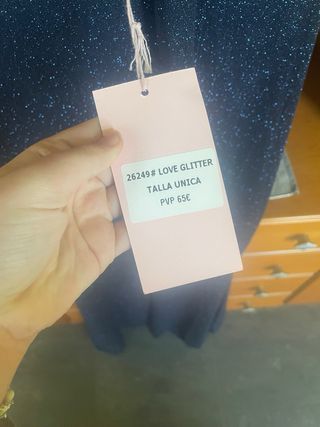 26249# LOVE GLITTER
TALLA UNICA
PVP 65€